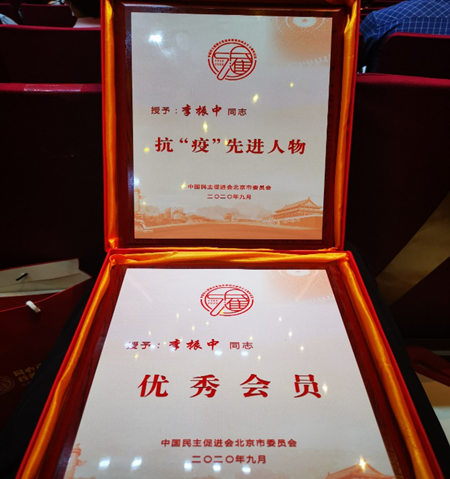 授予：李振中 同志
抗“疫”先进人物
中国民主促进会北京市委员会
二〇二〇年九月
授予：李振中 同志
优秀会员
中国民主促进会北京市委员会
二〇二〇年九月